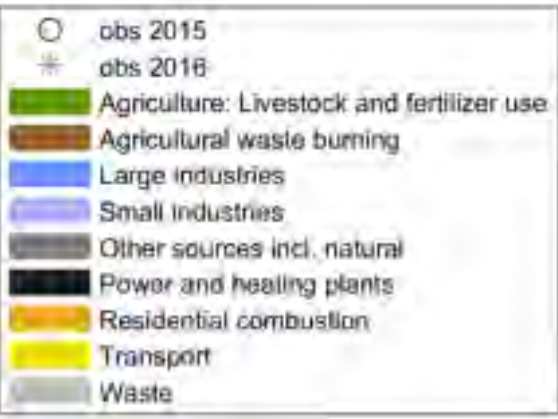 obs 2015
obs 2016
Agriculture: Livestock and fertilizer use
Agricultural waste burning
Large industries
Small industries
Other sources incl. natural
Power and heating plants
Residential combustion
Transport
Waste